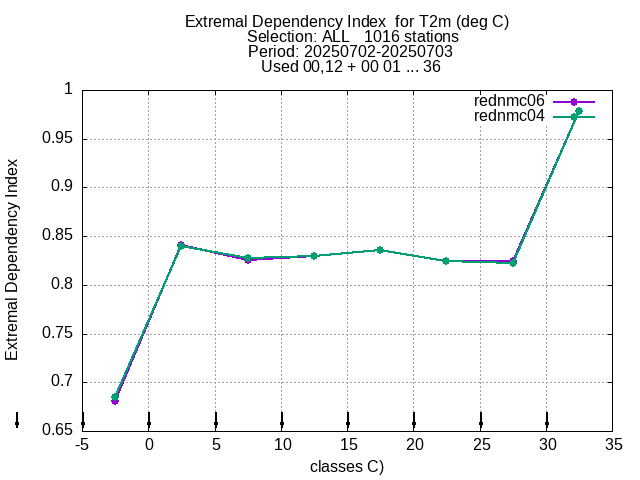 Extremal Dependency Index  for T2m (deg C)
Selection: ALL   1016 stations
Period: 20250702-20250703
Used 00,12 + 00 01 ... 36
rednmc06
rednmc04
1
0.95
0.9
0.85
0.8
0.75
0.7
0.65
Extremal Dependency Index
-5 0 5 10 15 20 25 30 35
classes C)